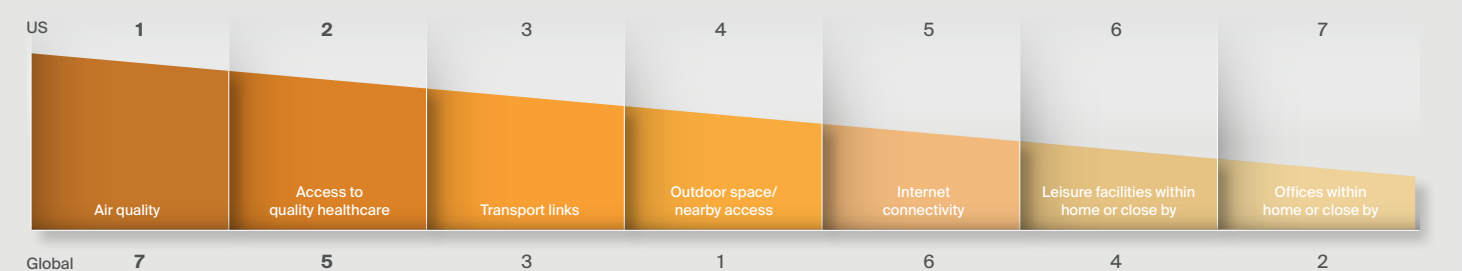 US 1 2 3 4 5 6 7
Air quality
Access to
quality healthcare
Transport links
Outdoor space/
nearby access
Internet
connectivity
Leisure facilities within
home or close by
Offices within
home or close by
Global 7 5 3 1 6 4 2